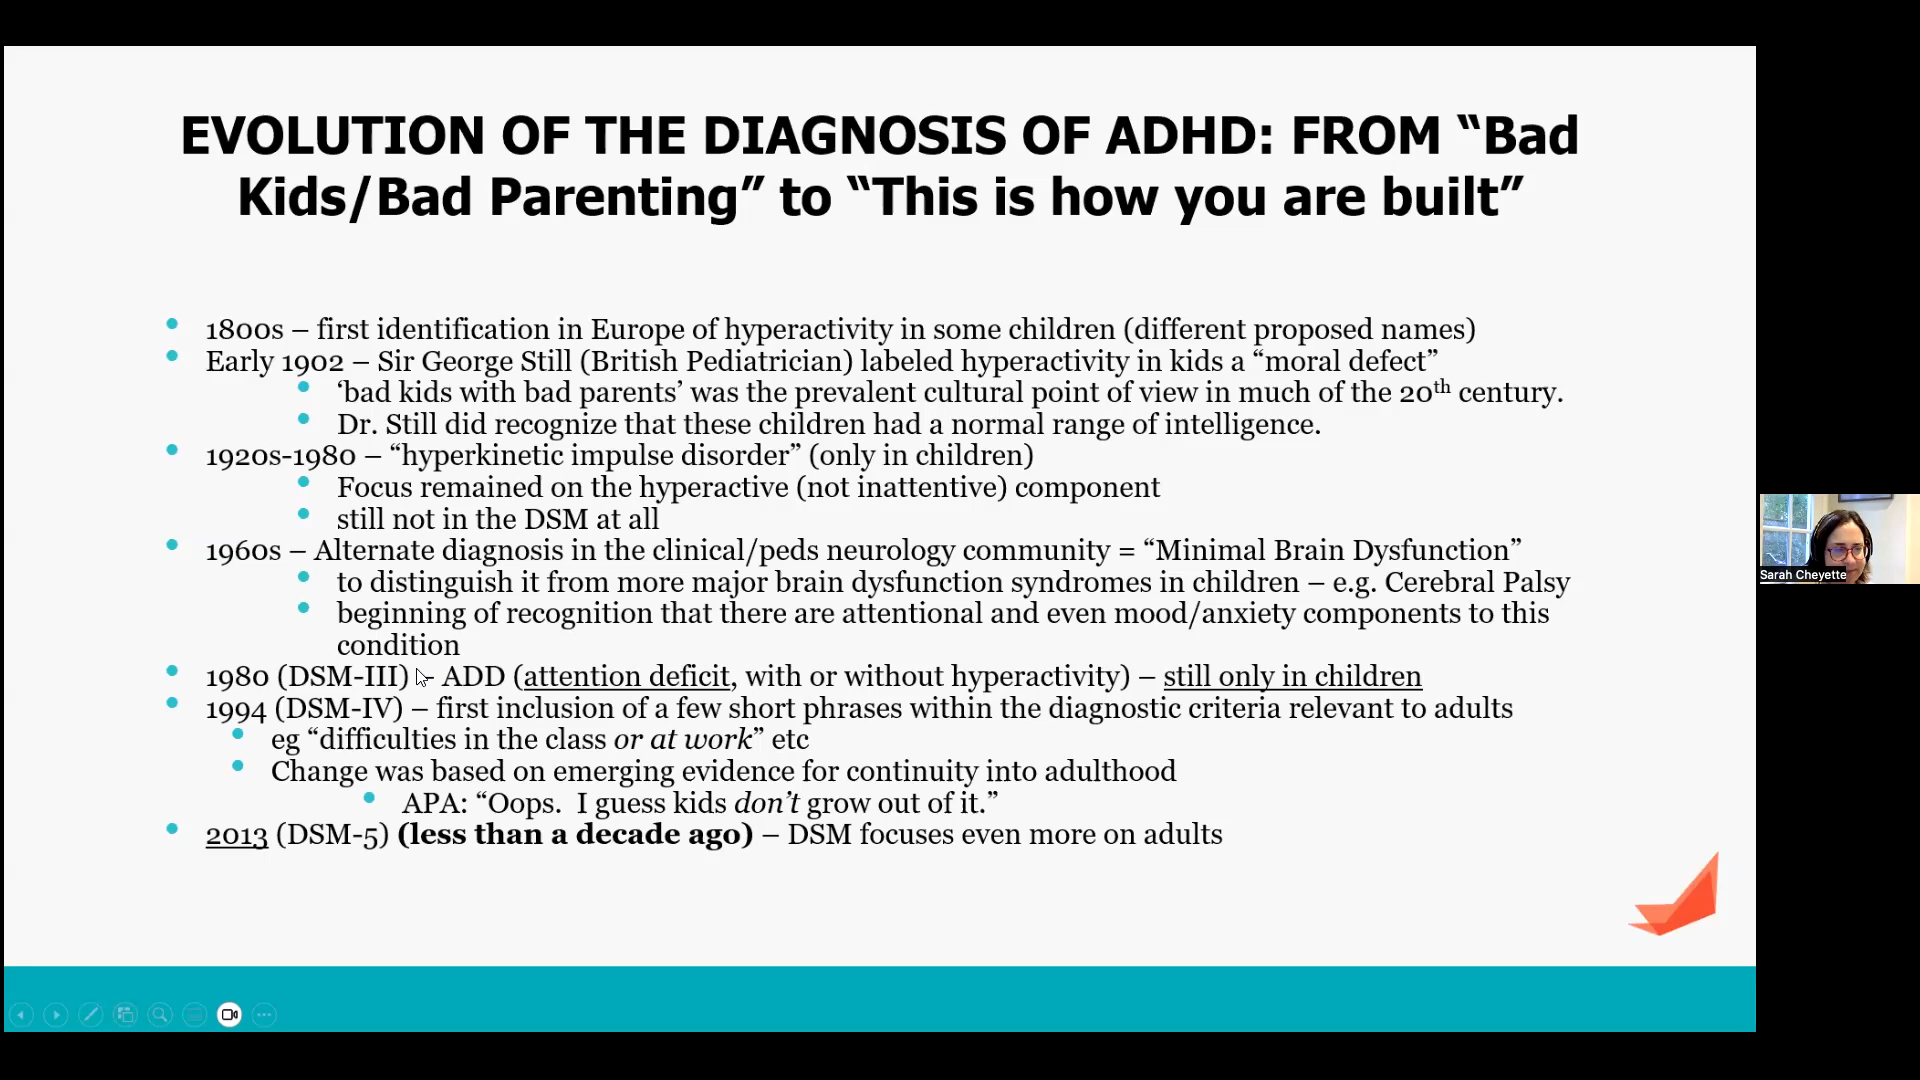 EVOLUTION OF THE DIAGNOSIS OF ADHD: FROM “Bad
Kids/Bad Parenting” to “This is how you are built”
1800s – first identification in Europe of hyperactivity in some children (different proposed names)
Early 1902 – Sir George Still (British Pediatrician) labeled hyperactivity in kids a “moral defect”
‘bad kids with bad parents’ was the prevalent cultural point of view in much of the 20th century.
Dr. Still did recognize that these children had a normal range of intelligence.
1920s-1980 – “hyperkinetic impulse disorder” (only in children)
Focus remained on the hyperactive (not inattentive) component
still not in the DSM at all
1960s – Alternate diagnosis in the clinical/peds neurology community = “Minimal Brain Dysfunction”
to distinguish it from more major brain dysfunction syndromes in children – e.g. Cerebral Palsy
beginning of recognition that there are attentional and even mood/anxiety components to this
condition
1980 (DSM-III) – ADD (attention deficit, with or without hyperactivity) – still only in children
1994 (DSM-IV) – first inclusion of a few short phrases within the diagnostic criteria relevant to adults
eg “difficulties in the class or at work” etc
Change was based on emerging evidence for continuity into adulthood
APA: “Oops.  I guess kids don’t grow out of it.”
2013 (DSM-5) (less than a decade ago) – DSM focuses even more on adults
Sarah Cheyette